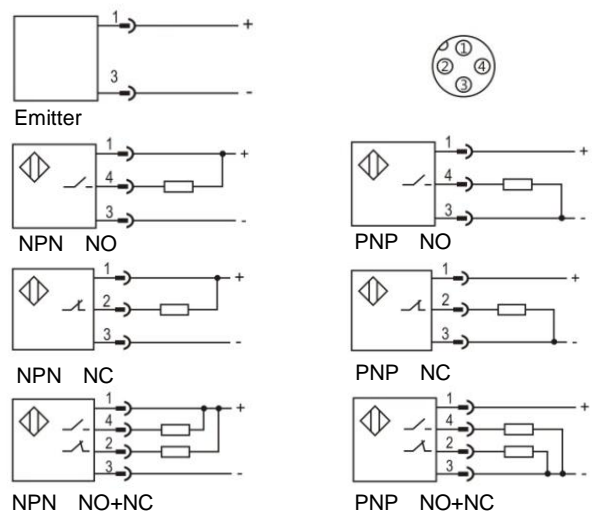 1 +
3 -
Emitter
① ② ④ ③
1 +
4
3 -
NPN NO
1 +
4
3 -
PNP NO
1 +
2
3 -
NPN NC
1 +
2
3 -
PNP NC
1 +
4
2
3 -
NPN NO+NC
1 +
4
2
3 -
PNP NO+NC